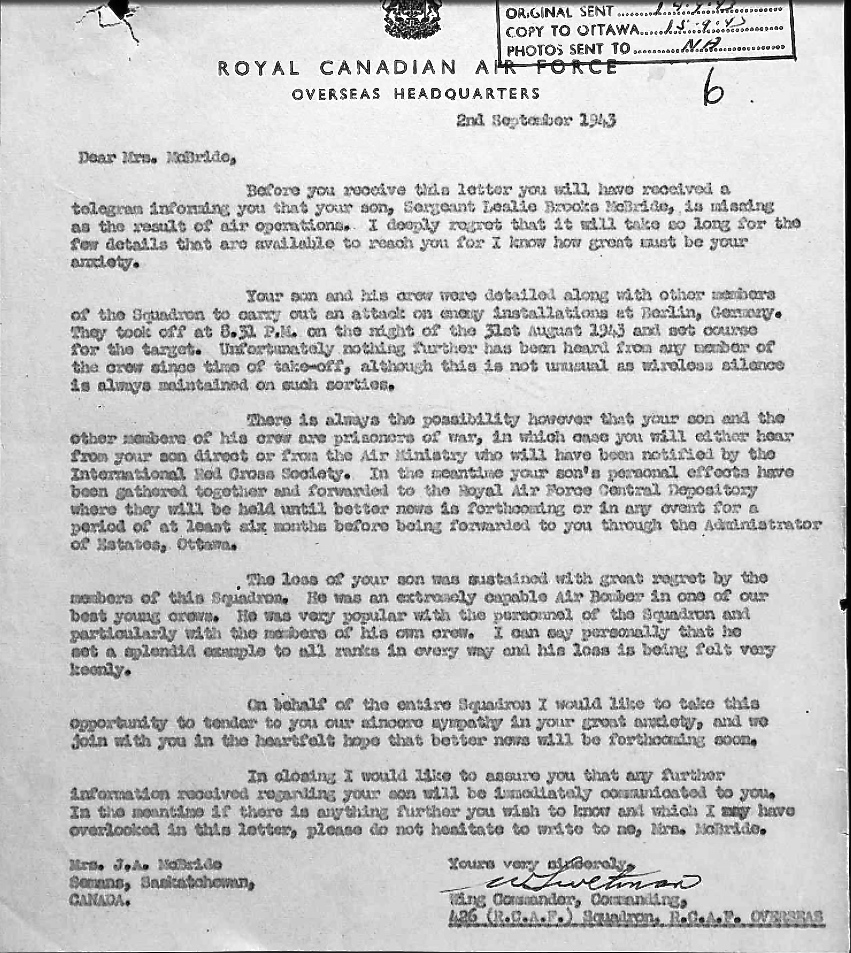 ORIGINAL SENT
COPY TO OTTAWA 15.9.43
PHOTOS SENT TO NA
ROYAL CANADIAN AIR FORCE
OVERSEAS HEADQUARTERS
6
2nd September 1943
Dear Mrs. McBride,
Before you receive this letter you will have received a
telegram informing you that your son, Sergeant Leslie Brooks McBride, is missing
as the result of air operations. I deeply regret that it will take so long for the
few details that are available to reach you for I know how great must be your
anxiety.
Your son and his crew were detailed along with other members
of the Squadron to carry out an attack on enemy installations at Berlin, Germany.
They took off at 8.31 P.M. on the night of the 31st August 1943 and set course
for the target. Unfortunately nothing further has been heard from any member of
the crew since time of take-off, although this is not unusual as wireless silence
is always maintained on such sorties.
There is always the possibility however that your son and the
other members of his crew are prisoners of war, in which case you will either hear
from your son direct or from the Air Ministry who will have been notified by the
International Red Cross Society. In the meantime your son's personal effects have
been gathered together and forwarded to the Royal Air Force Central Depository
where they will be held until better news is forthcoming or in any event for a
period of at least six months before being forwarded to you through the Administrator
of Estates, Ottawa.
The loss of your son was sustained with great regret by the
members of this Squadron. He was an extremely capable Air Bomber in one of our
best young crews. He was very popular with the personnel of the Squadron and
particularly with the members of his own crew. I can say personally that he
set a splendid example to all ranks in every way and his loss is being felt very
keenly.
On behalf of the entire Squadron I would like to take this
opportunity to tender to you our sincere sympathy in your great anxiety, and we
join with you in the heartfelt hope that better news will be forthcoming soon.
In closing I would like to assure you that any further
information received regarding your son will be immediately communicated to you.
In the meantime if there is anything further you wish to know and which I may have
overlooked in this letter, please do not hesitate to write to me, Mrs. McBride.
Mrs. J.A. McBride
Semans, Saskatchewan,
CANADA.
Yours very sincerely,
Wing Commander, Commanding,
426 (R.C.A.F.) Squadron, R.C.A.F. OVERSEAS